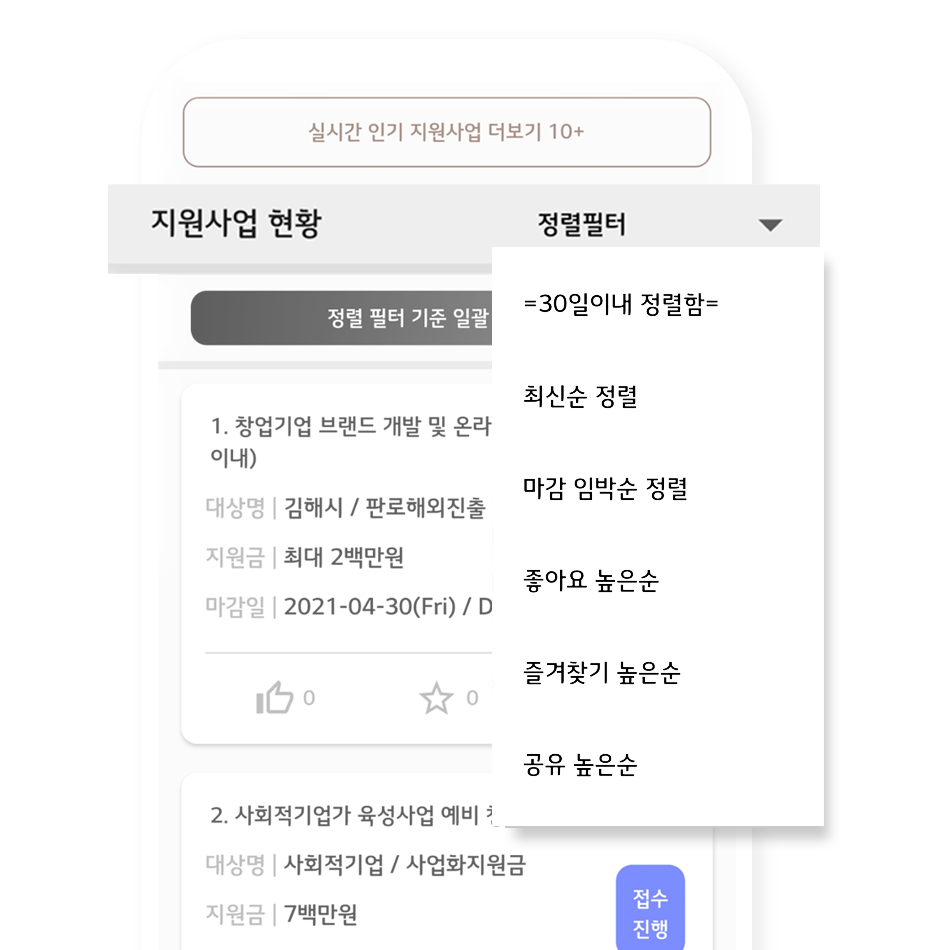 실시간 인기 지원사업 더보기 10+
지원사업 현황
정렬필터
정렬 필터 기준 일괄
=30일이내 정렬함=
최신순 정렬
마감 임박순 정렬
좋아요 높은순
즐겨찾기 높은순
공유 높은순
1. 창업기업 브랜드 개발 및 온라
이내)
대상명 | 김해시 / 판로해외진출
지원금 | 최대 2백만원
마감일 | 2021-04-30(Fri) / D
0
0
2. 사회적기업가 육성사업 예비
대상명 | 사회적기업 / 사업화지원금
지원금 | 7백만원
접수
진행